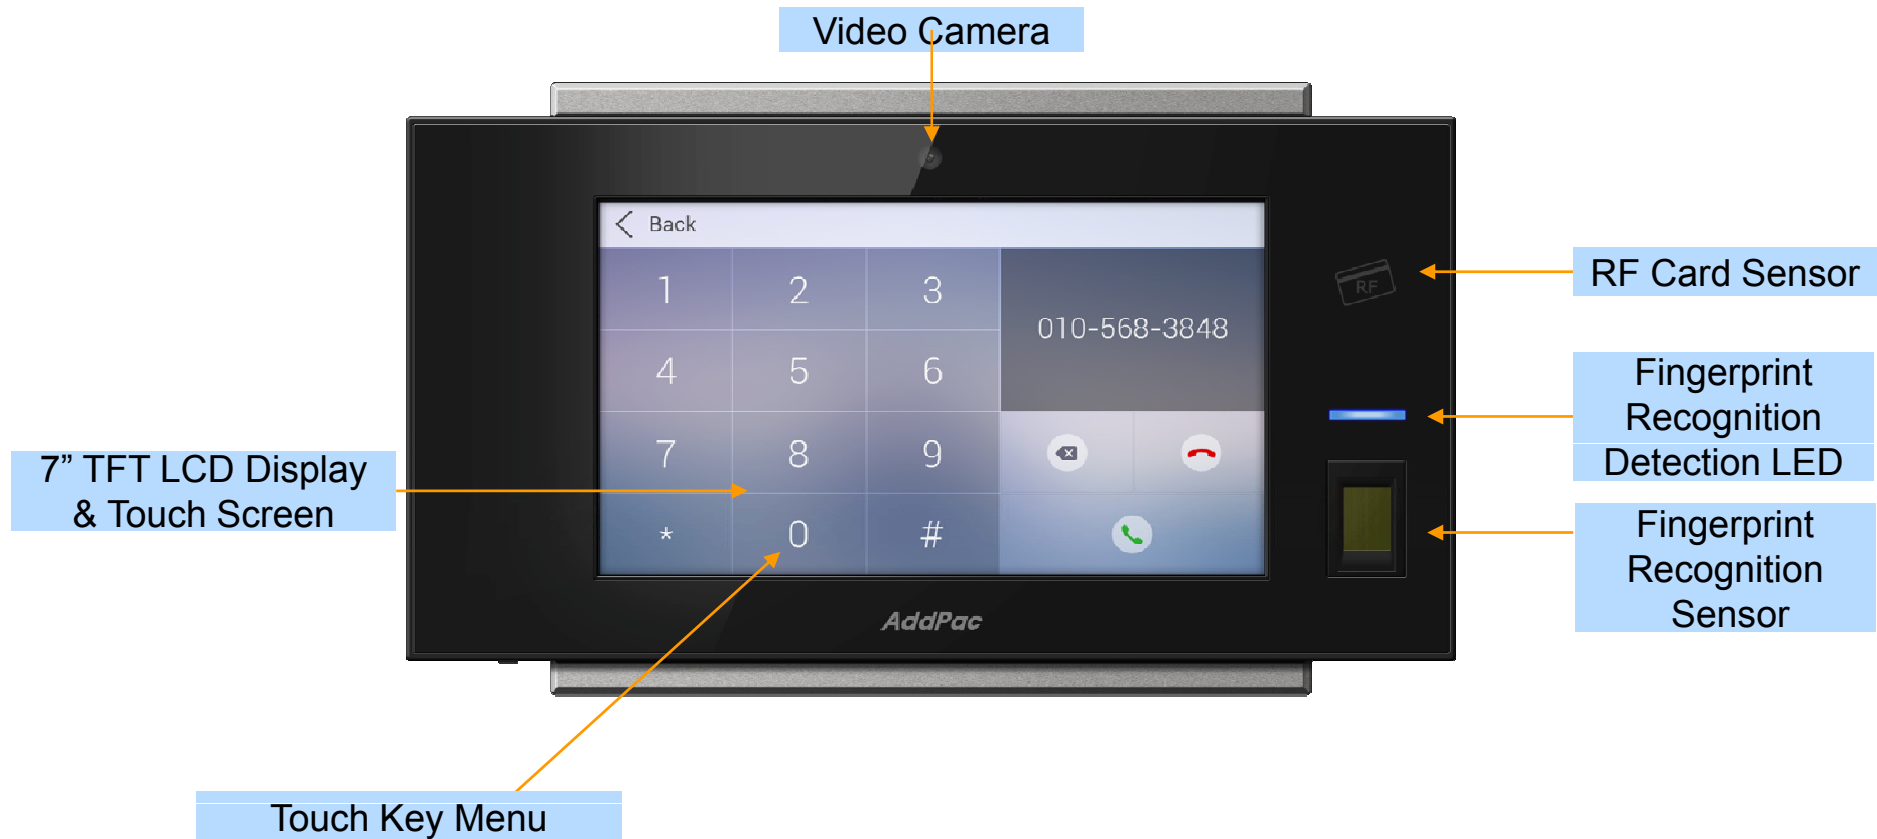 Video Camera
Back
1 2 3
010-568-3848
4 5 6
7 8 9
* 0 #
RF
AddPac
RF Card Sensor
Fingerprint
Recognition
Detection LED
Fingerprint
Recognition
Sensor
7” TFT LCD Display
& Touch Screen
Touch Key Menu